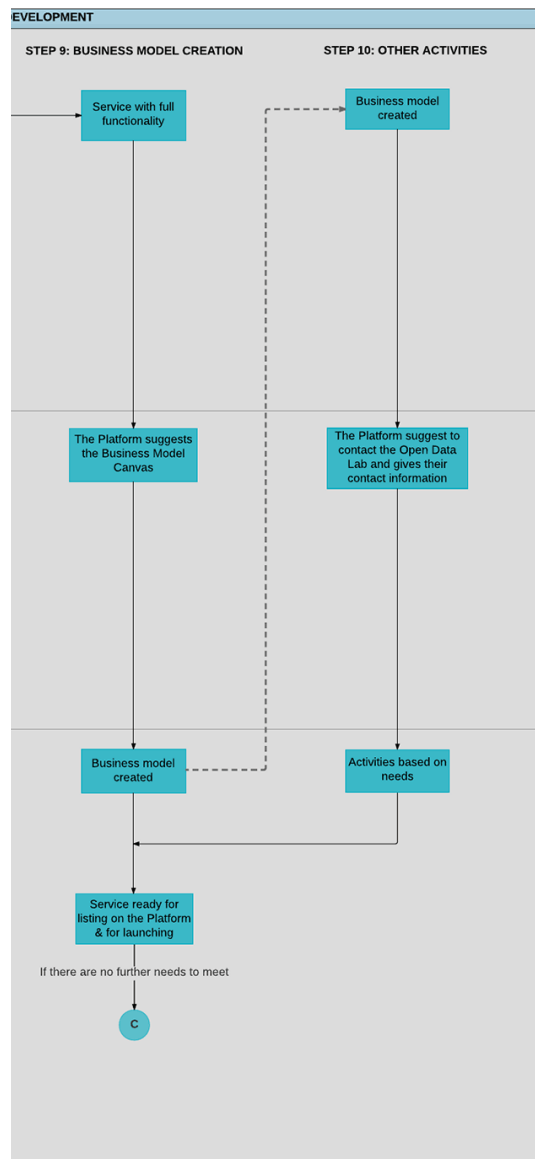 EVELOPMENT
STEP 9: BUSINESS MODEL CREATION
STEP 10: OTHER ACTIVITIES
Service with full
functionality
Business model
created
The Platform suggests
the Business Model
Canvas
The Platform suggest to
contact the Open Data
Lab and gives their
contact information
Business model
created
Activities based on
needs
Service ready for
listing on the Platform
& for launching
If there are no further needs to meet
C